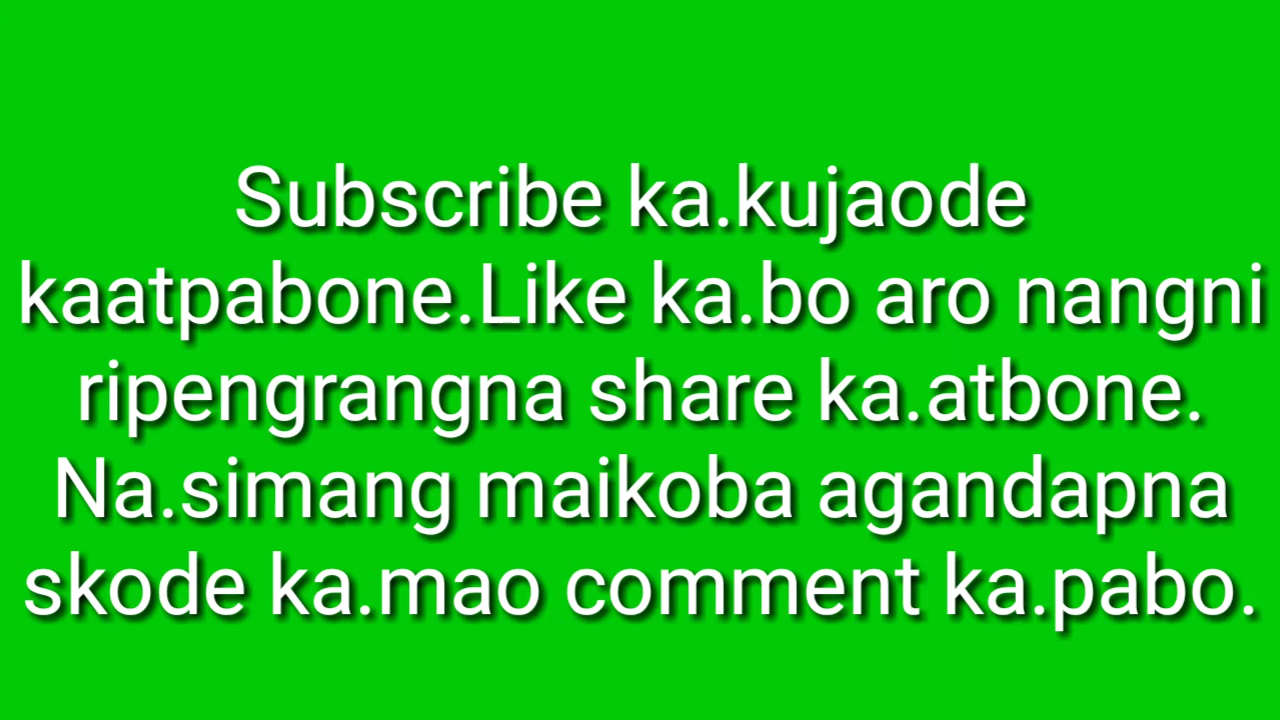 Subscribe ka.kujaode
kaatpabone.Like ka.bo aro nangni
ripengrangna share ka.atbone.
Na.simang maikoba agandapna
skode ka.mao comment ka.pabo.